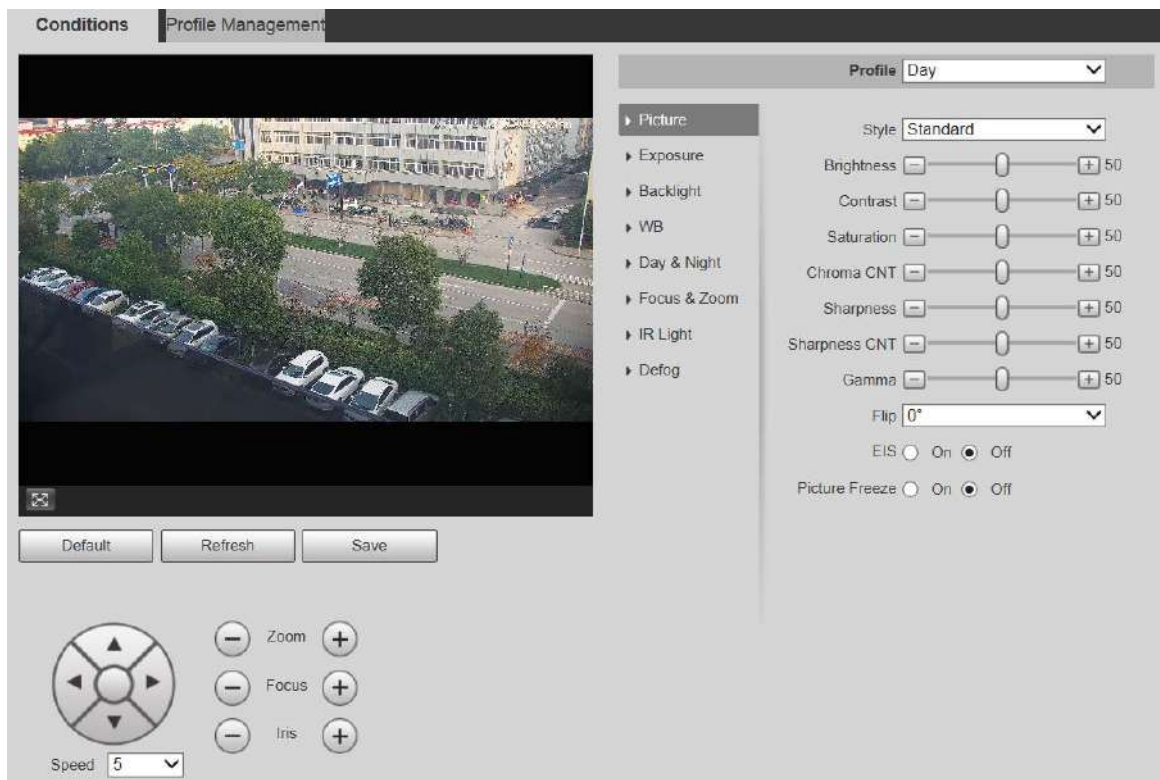 Conditions Profile Management
Profile Day
Picture
Exposure
Backlight
WB
Day & Night
Focus & Zoom
IR Light
Defog
Style Standard
Brightness 50
Contrast 50
Saturation 50
Chroma CNT 50
Sharpness 50
Sharpness CNT 50
Gamma 50
Flip 0°
EIS On Off
Picture Freeze On Off
Default Refresh Save
Zoom
Focus
Iris
Speed 5